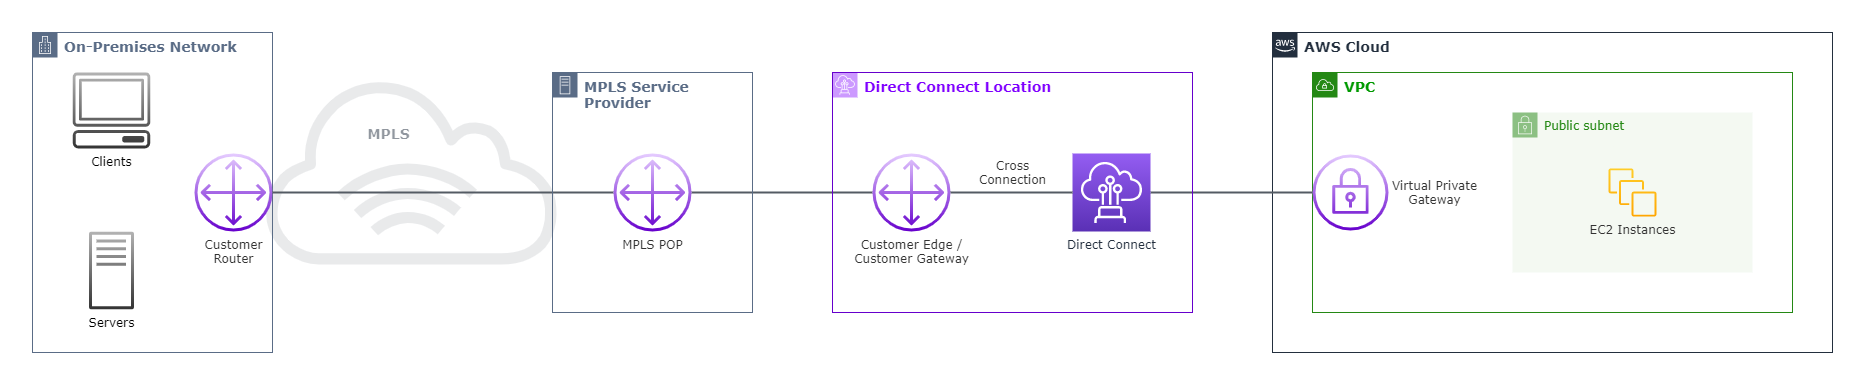 On-Premises Network
Clients
Customer
Router
Servers
MPLS
MPLS Service
Provider
MPLS POP
Direct Connect Location
Customer Edge /
Customer Gateway
Cross
Connection
Direct Connect
aws
AWS Cloud
VPC
Virtual Private
Gateway
Public subnet
EC2 Instances